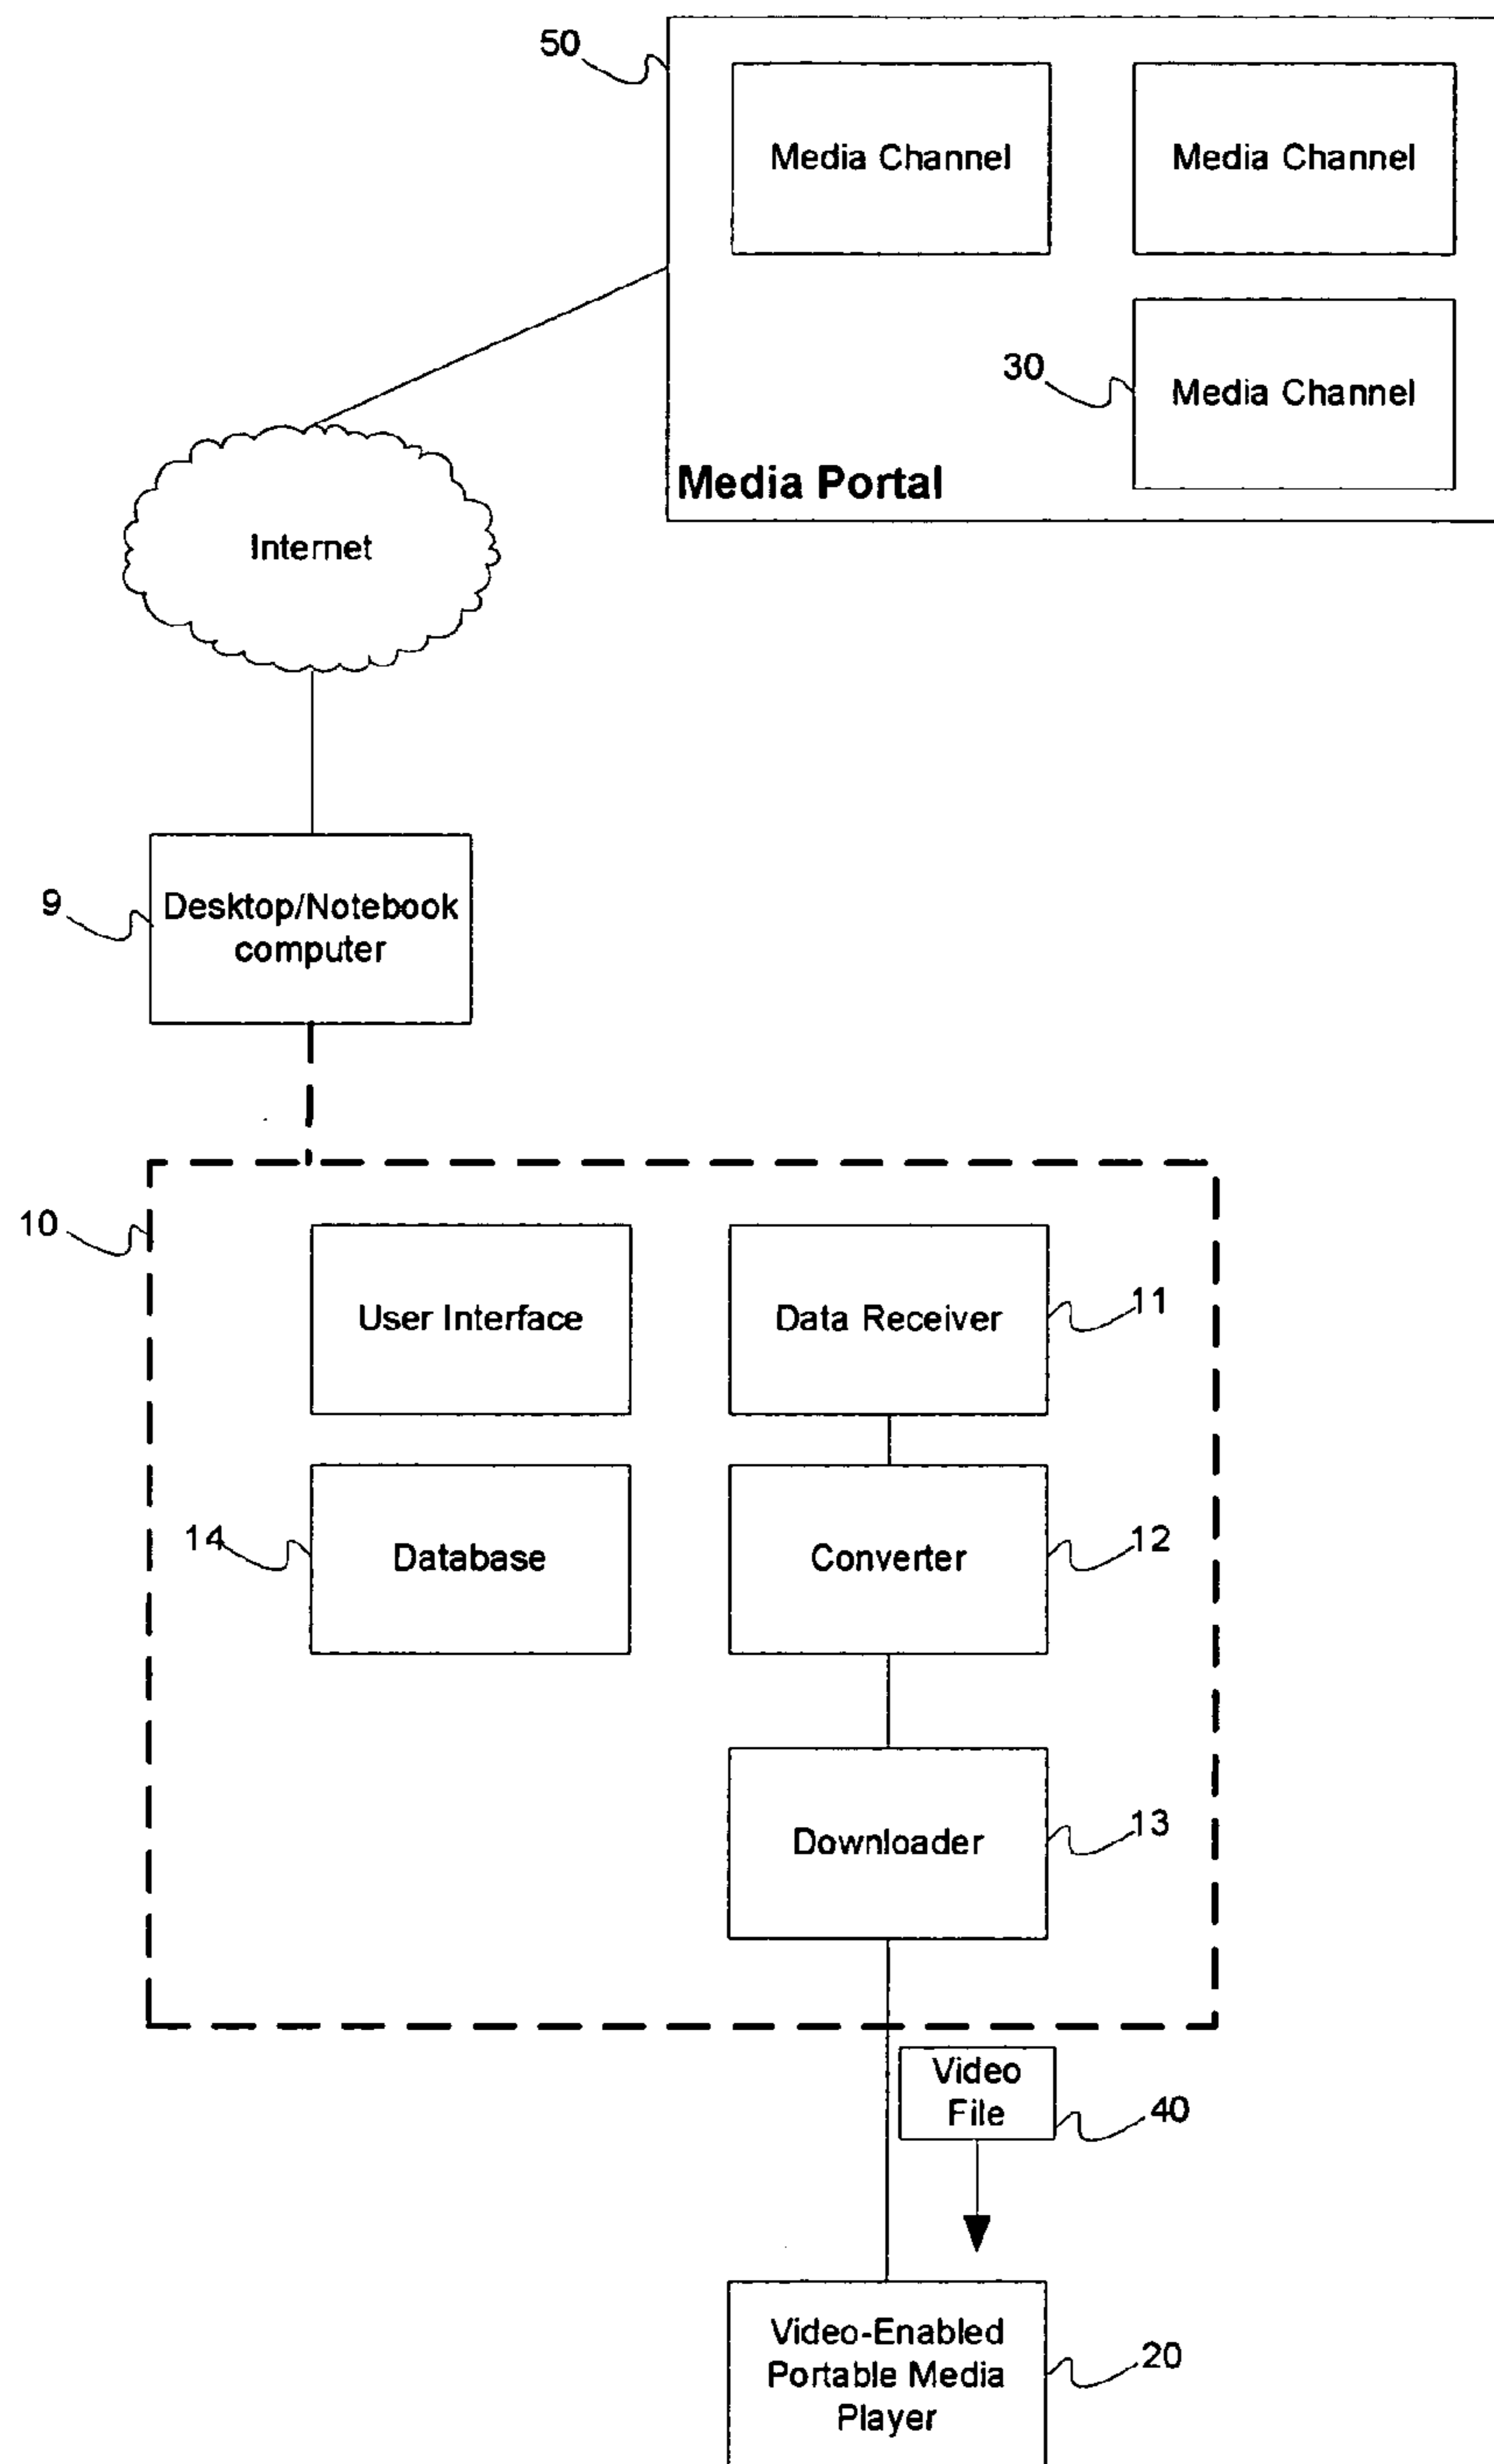 50
Media Channel
Media Channel
30
Media Channel
Media Portal
Internet
9
Desktop/Notebook
computer
10
User Interface
Data Receiver
11
14
Database
Converter
12
Downloader
13
Video
File
40
Video-Enabled
Portable Media
Player
20